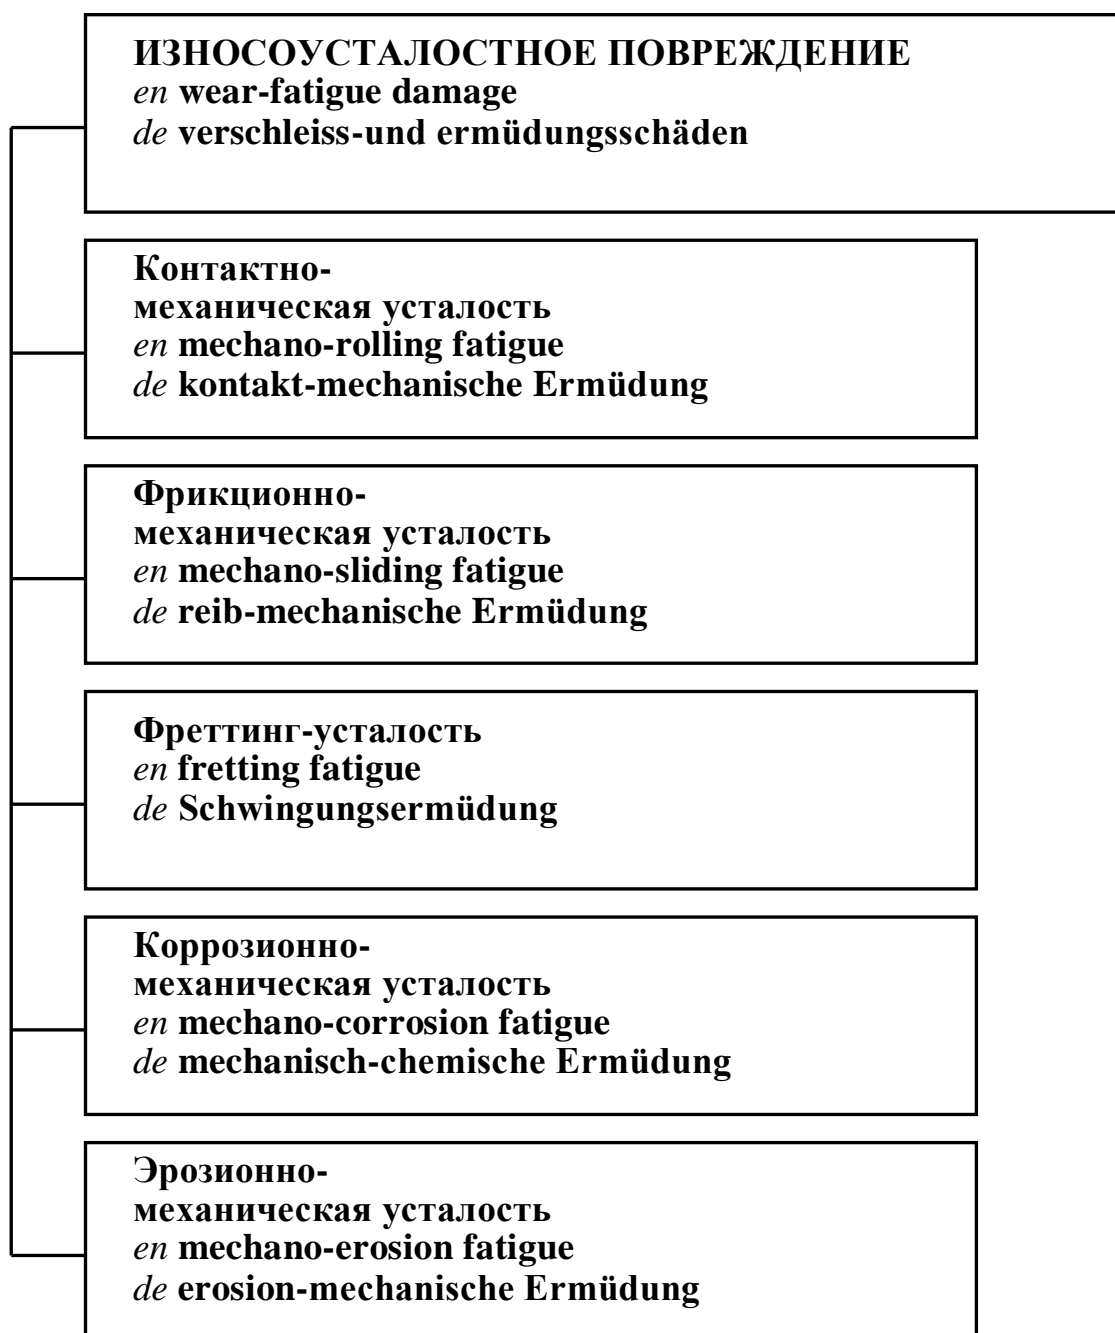 ИЗНОСОУСТАЛОСТНОЕ ПОВРЕЖДЕНИЕ
en wear-fatigue damage
de verschleiss-und ermüdungsschäden
Контактно-
механическая усталость
en mechano-rolling fatigue
de kontakt-mechanische Ermüdung
Фрикционно-
механическая усталость
en mechano-sliding fatigue
de reib-mechanische Ermüdung
Фреттинг-усталость
en fretting fatigue
de Schwingungsermüdung
Коррозионно-
механическая усталость
en mechano-corrosion fatigue
de mechanisch-chemische Ermüdung
Эрозионно-
механическая усталость
en mechano-erosion fatigue
de erosion-mechanische Ermüdung